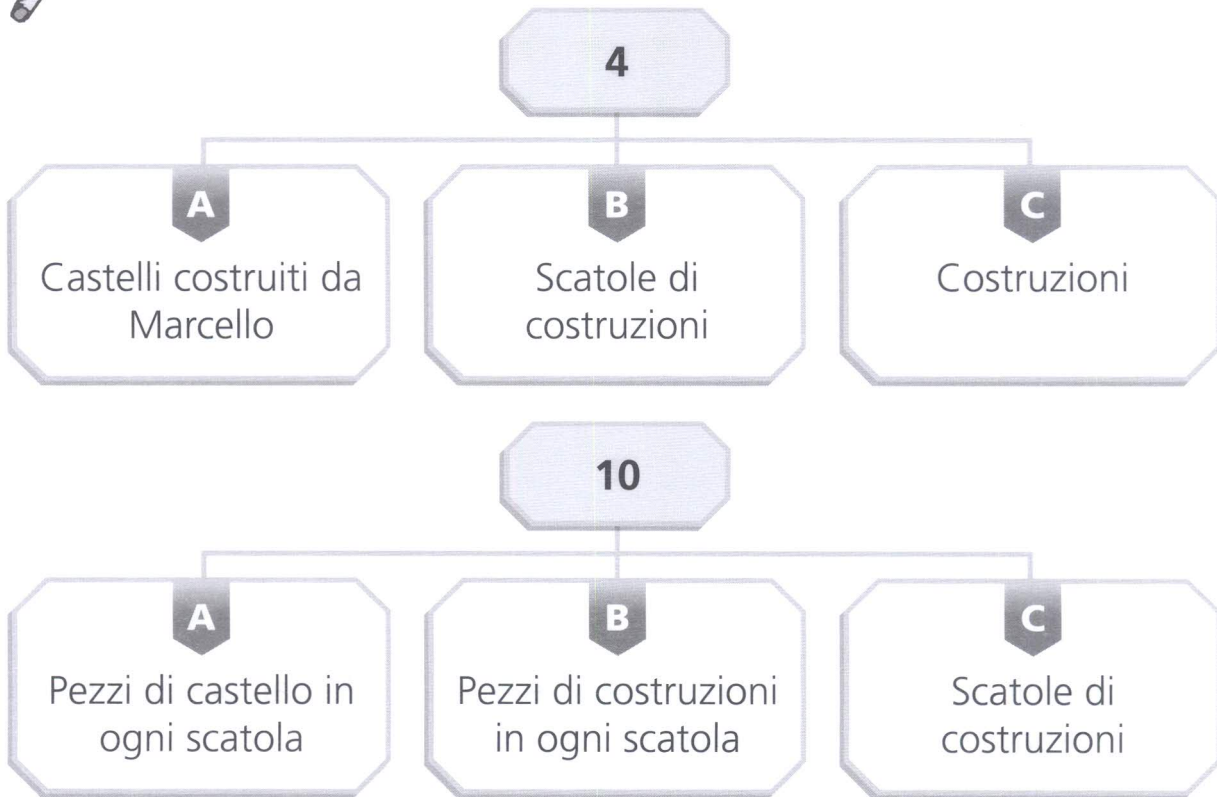 4
A
B
C
Castelli costruiti da
Marcello
Scatole di
costruzioni
Costruzioni
10
A
B
C
Pezzi di castello in
ogni scatola
Pezzi di costruzioni
in ogni scatola
Scatole di
costruzioni